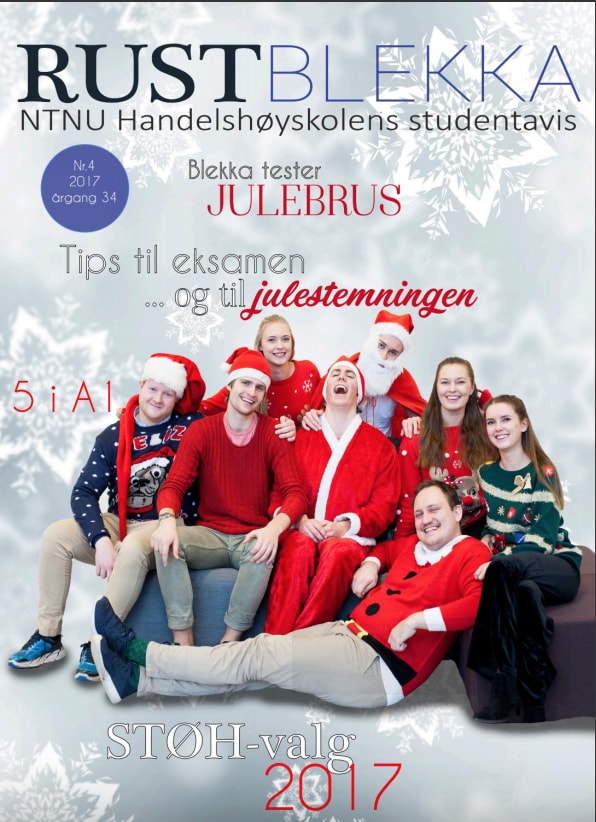 RUSTBLEKKA
NTNU Handelshøyskolens studentavis
Nr.4
2017
årgang 34
Blekka tester
JULEBRUS
Tips til eksamen
... og til julestemningen
5 i A1
STØH-valg
2017